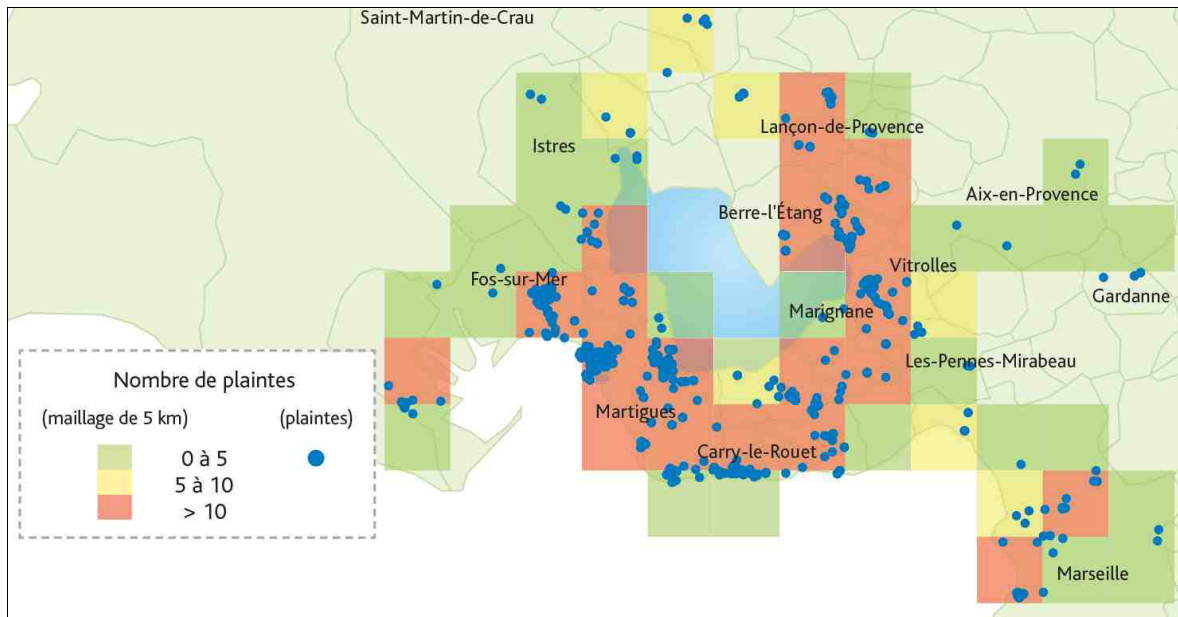 Saint-Martin-de-Crau
Lançon-de-Provence
Istres
Aix-en-Provence
Berre-l'Étang
Vitrolles
Fos-sur-Mer
Gardanne
Marignane
Les-Pennes-Mirabeau
Martigues
Carry-le-Rouet
Marseille
Nombre de plaintes
(maillage de 5 km) (plaintes)
0 à 5
5 à 10
> 10